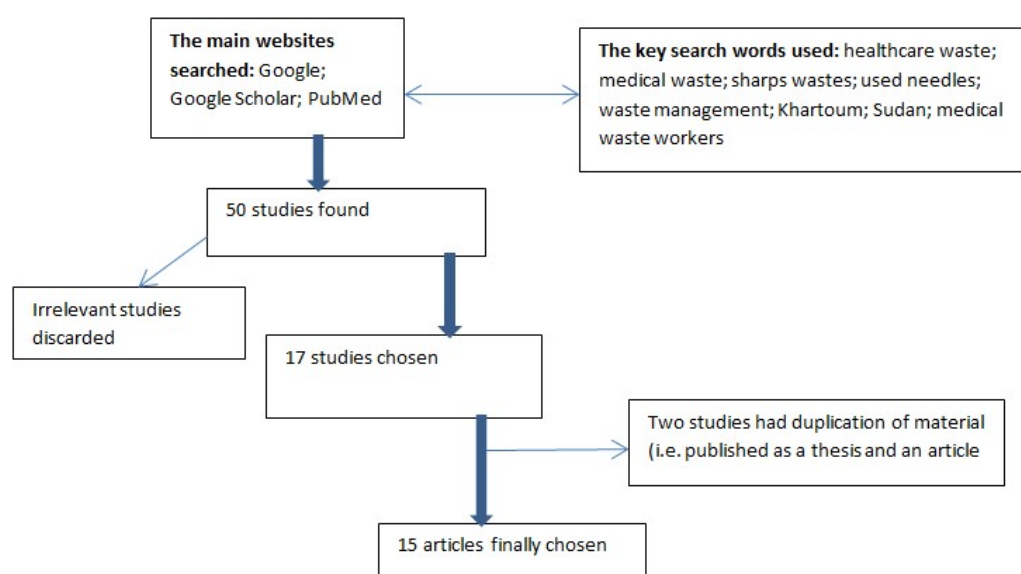 The main websites
searched: Google;
Google Scholar; PubMed
The key search words used: healthcare waste;
medical waste; sharps wastes; used needles;
waste management; Khartoum; Sudan; medical
waste workers
50 studies found
Irrelevant studies
discarded
17 studies chosen
Two studies had duplication of material
(i.e. published as a thesis and an article
15 articles finally chosen